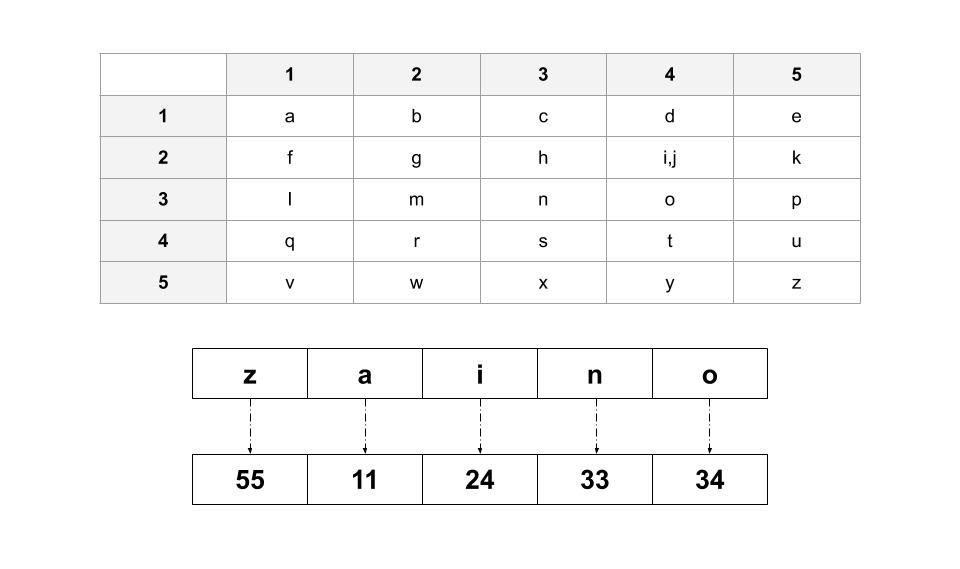 1 2 3 4 5
1 a b c d e
2 f g h i,j k
3 l m n o p
4 q r s t u
5 v w x y z
z a i n o
55 11 24 33 34